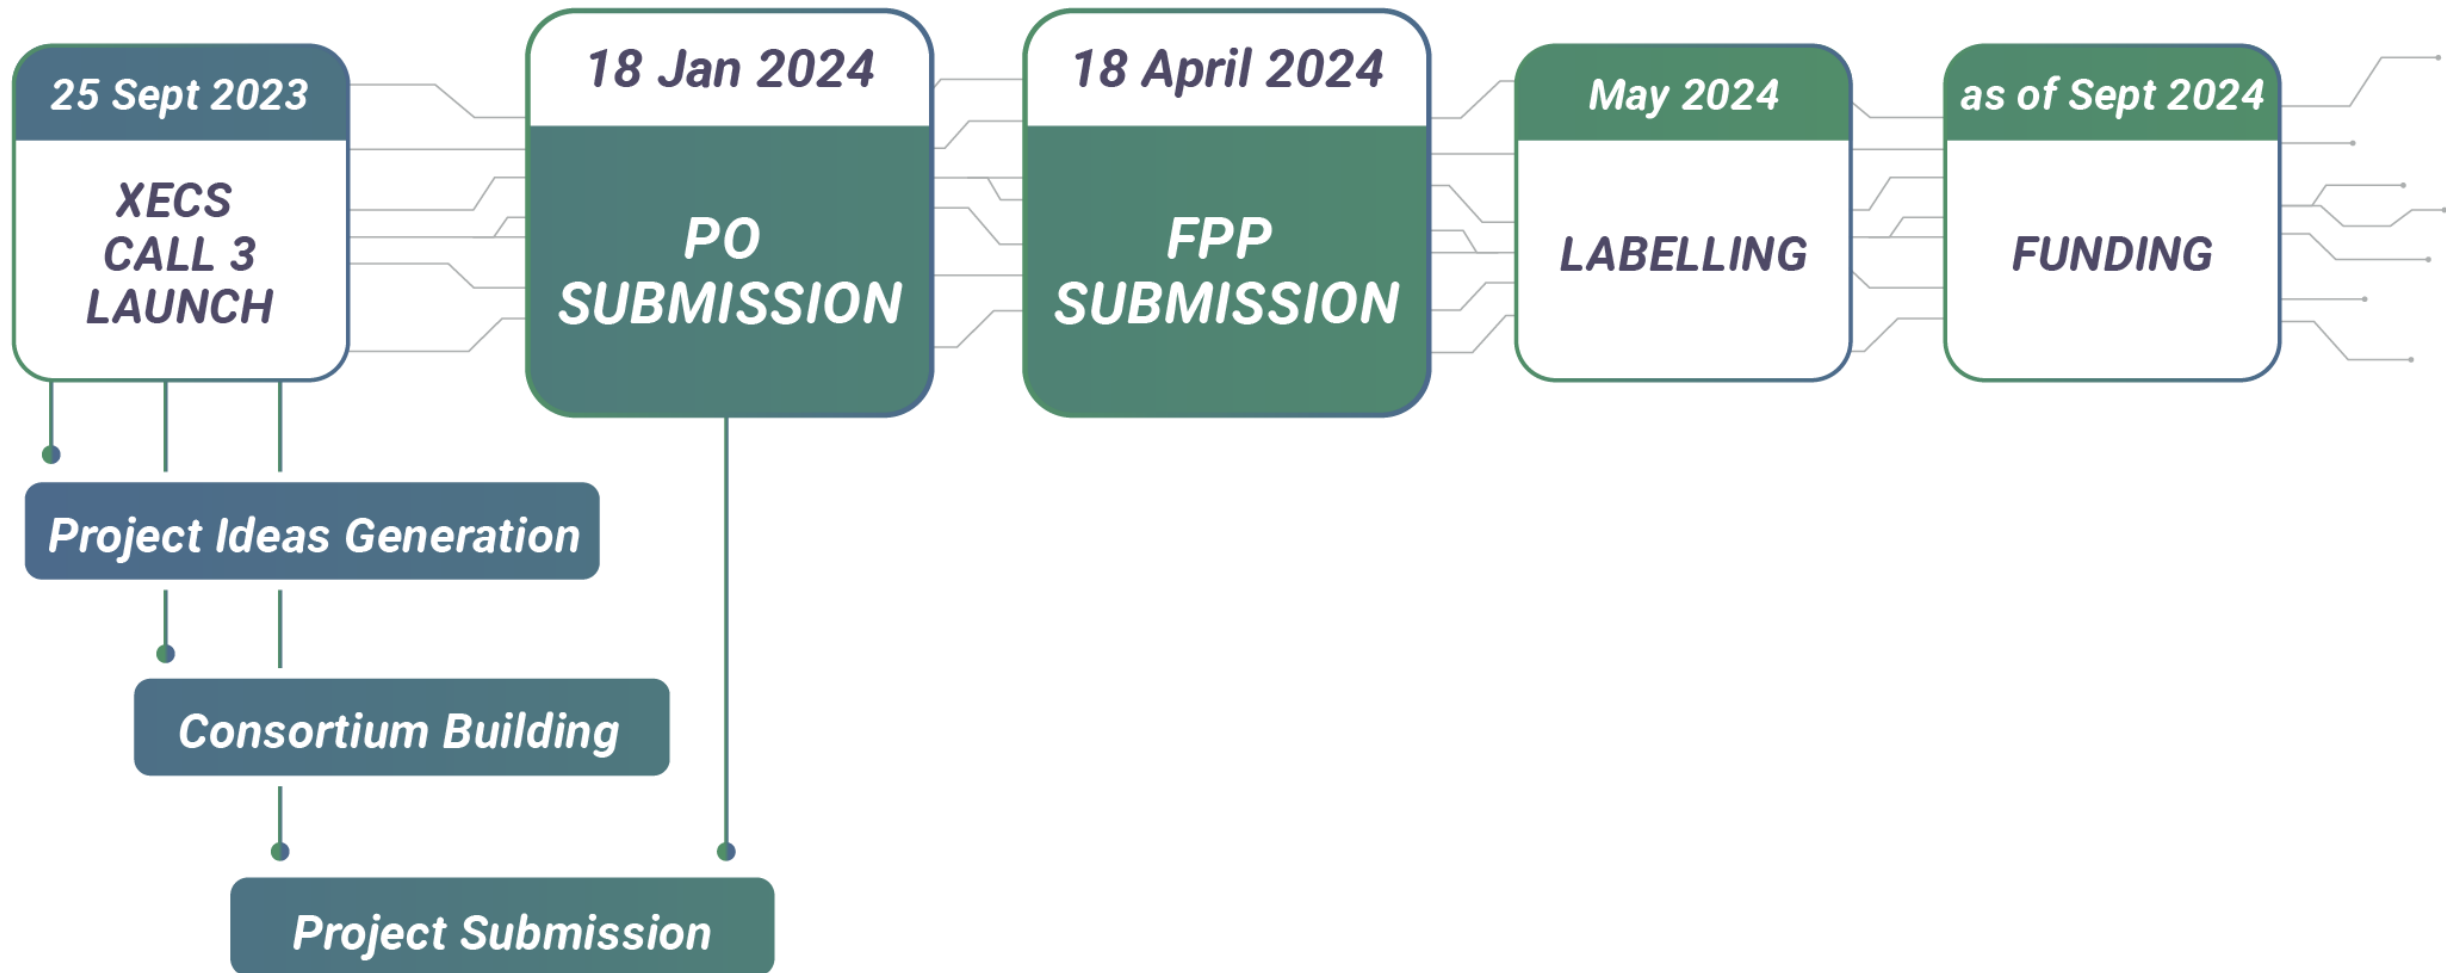 25 Sept 2023
XECS
CALL 3
LAUNCH
18 Jan 2024
PO
SUBMISSION
18 April 2024
FPP
SUBMISSION
May 2024
LABELLING
as of Sept 2024
FUNDING
Project Ideas Generation
Consortium Building
Project Submission